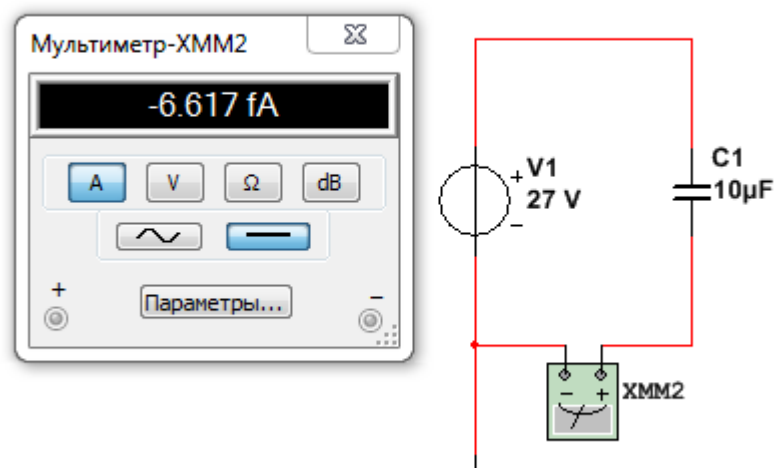 Мультиметр-XMM2
-6.617 fA
A V Ω dB
+ Параметры... −
+ V1
27 V
−
C1
10µF
− + XMM2